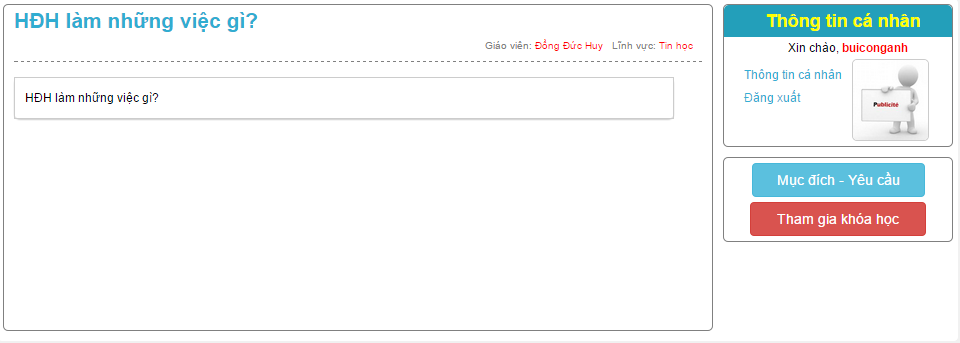 HĐH làm những việc gì?
Giáo viên: Đồng Đức Huy Lĩnh vực: Tin học
HĐH làm những việc gì?
Thông tin cá nhân
Xin chào, buiconganh
Thông tin cá nhân
Đăng xuất
Publicité
Mục đích - Yêu cầu
Tham gia khóa học